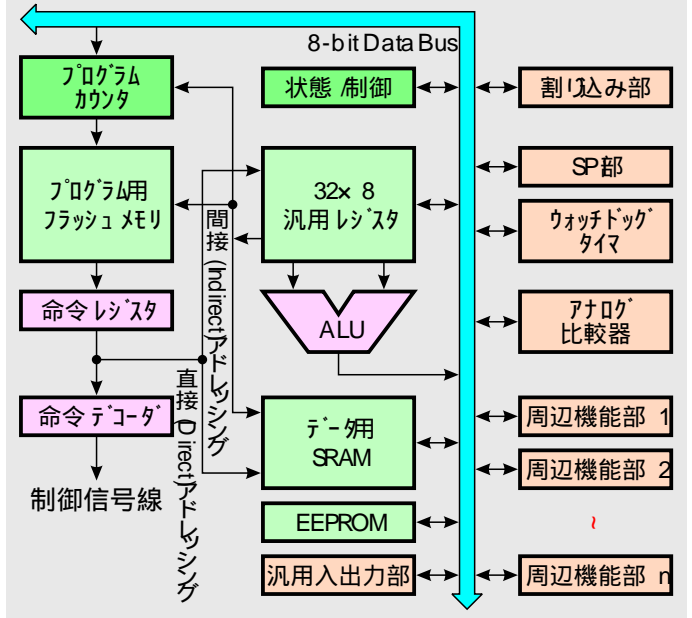 8-bit Data Bus
プログラム
カウンタ
状態/制御
割り込み部
プログラム用
フラッシュ メモリ
32×8
汎用レジスタ
SPI部
ウォッチドッグ
タイマ
間接(Indirect)アドレッシング
命令レジスタ
ALU
アナログ
比較器
直接(Direct)アドレッシング
命令デコーダ
データ用
SRAM
周辺機能部 1
周辺機能部 2
制御信号線
EEPROM
~
汎用入出力部
周辺機能部 n